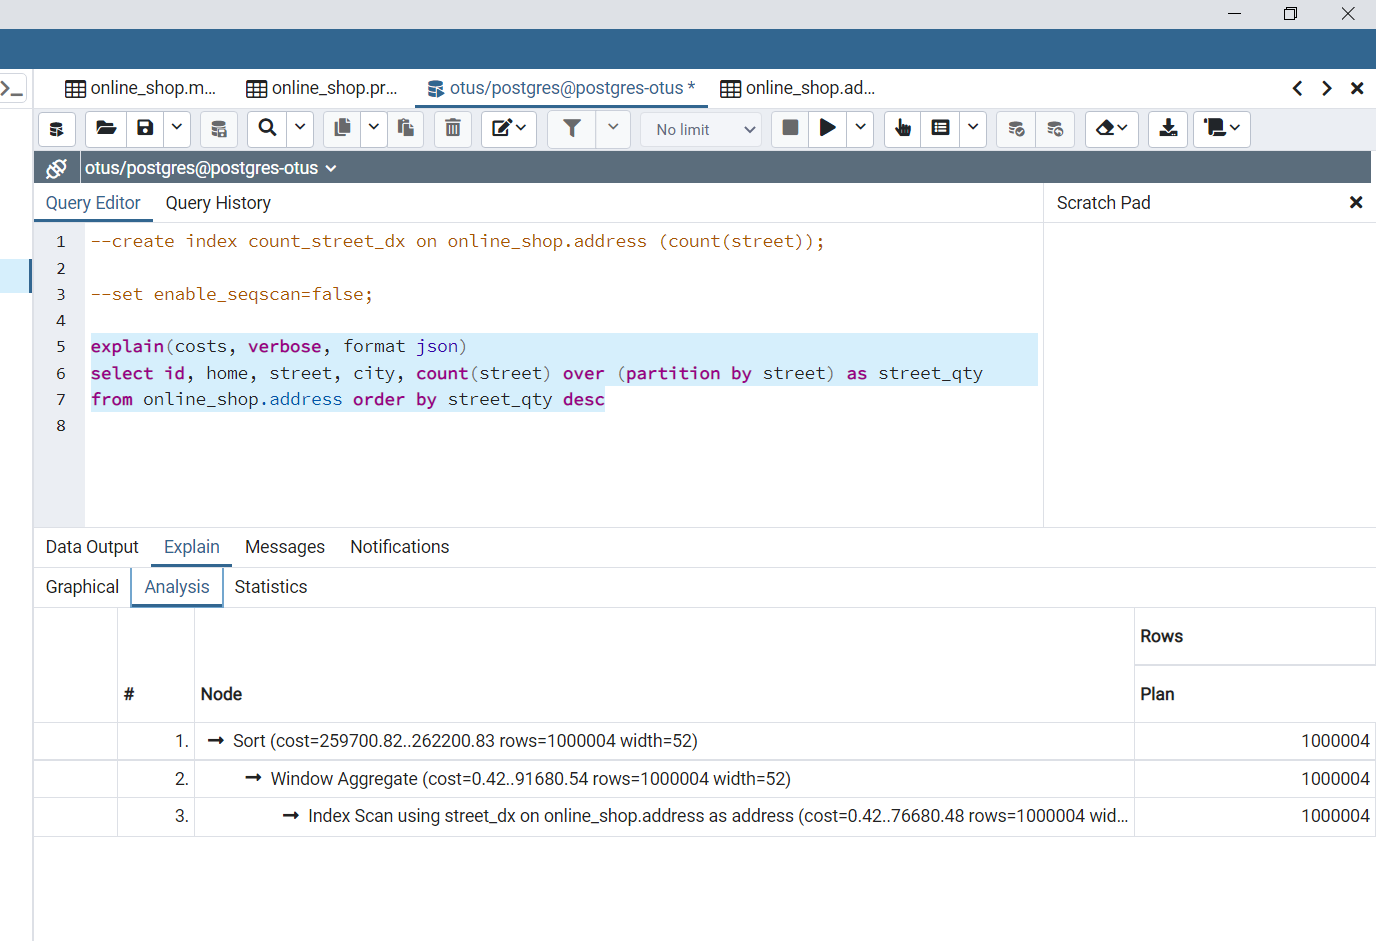 online_shop.m...
online_shop.pr...
otus/postgres@postgres-otus *
online_shop.ad...
No limit
otus/postgres@postgres-otus
Query Editor
Query History
Scratch Pad
1 --create index count_street_dx on online_shop.address (count(street));
2
3 --set enable_seqscan=false;
4
5 explain(costs, verbose, format json)
6 select id, home, street, city, count(street) over (partition by street) as street_qty
7 from online_shop.address order by street_qty desc
8
Data Output
Explain
Messages
Notifications
Graphical
Analysis
Statistics
Rows
# Node Plan
1. → Sort (cost=259700.82..262200.83 rows=1000004 width=52) 1000004
2. → Window Aggregate (cost=0.42..91680.54 rows=1000004 width=52) 1000004
3. → Index Scan using street_dx on online_shop.address as address (cost=0.42..76680.48 rows=1000004 wid... 1000004